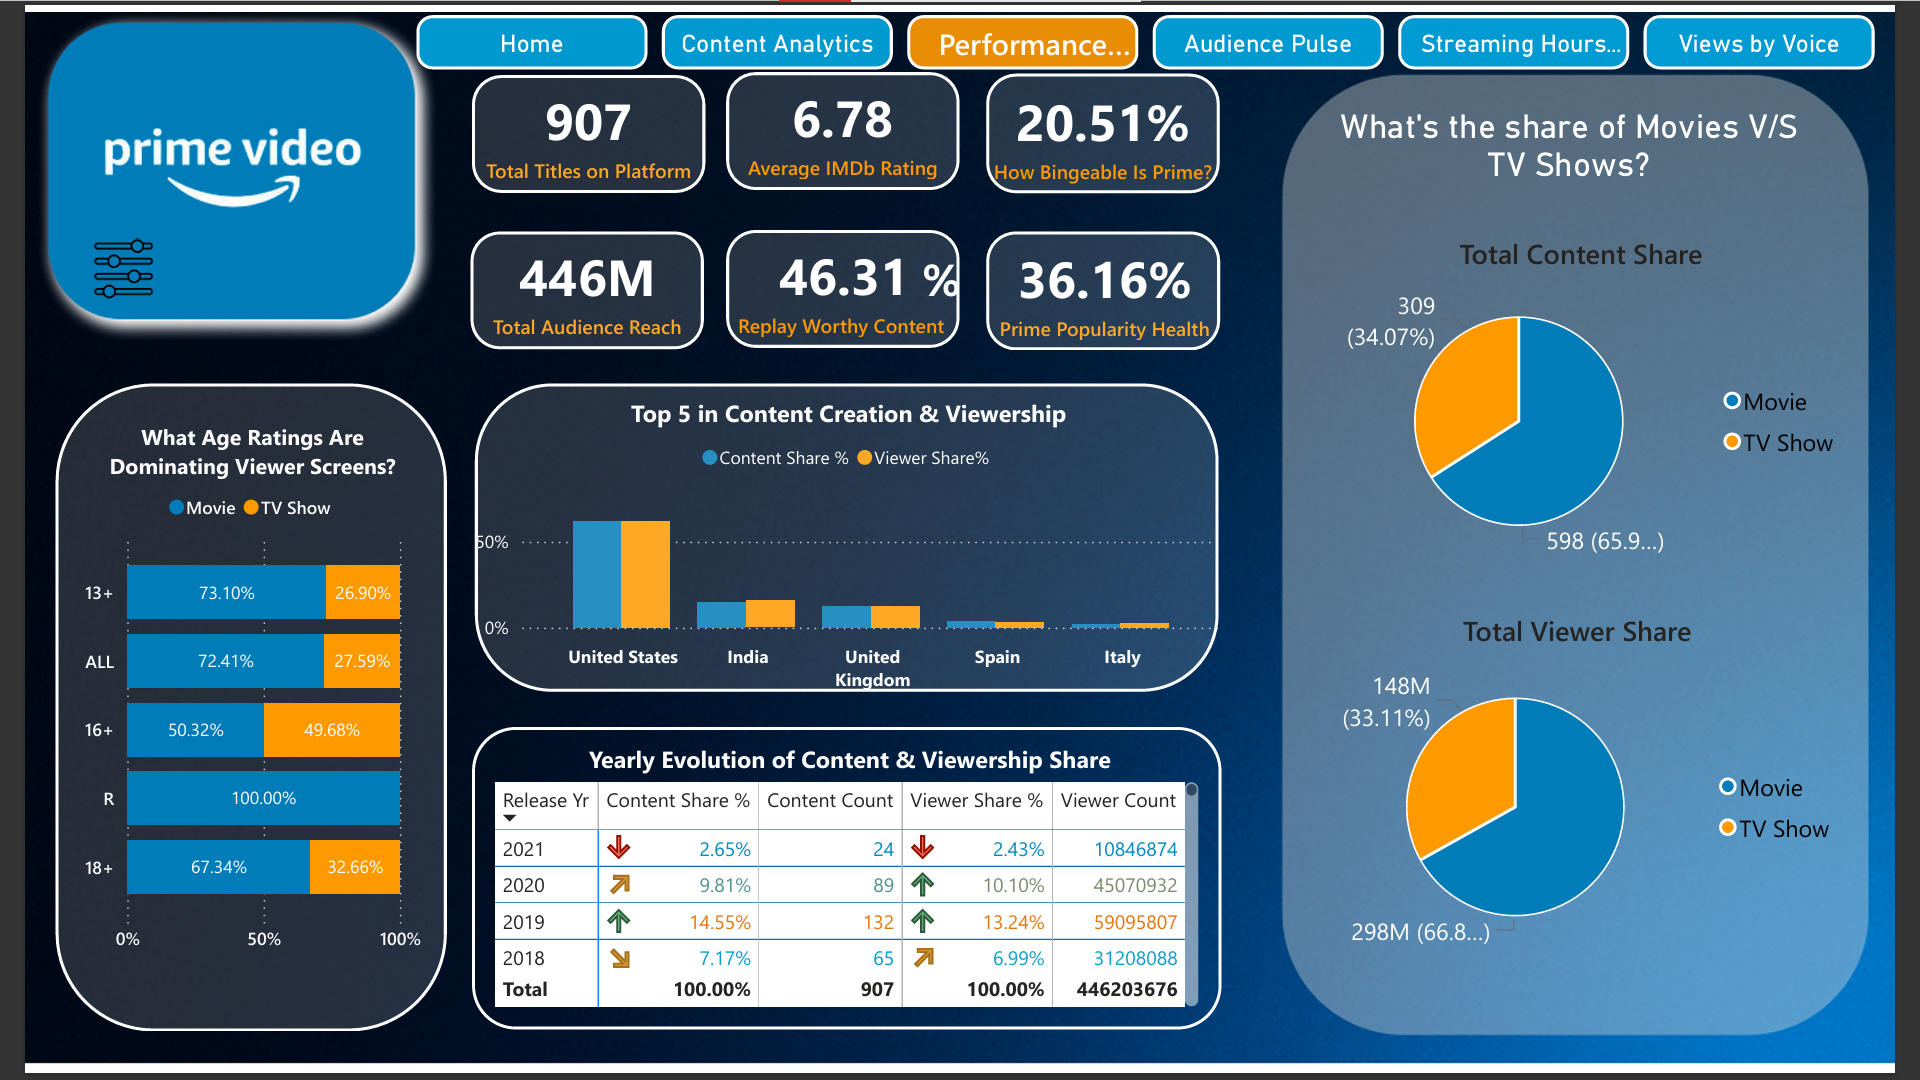 Home
Content Analytics
Performance...
Audience Pulse
Streaming Hours...
Views by Voice
prime video
907
Total Titles on Platform
6.78
Average IMDb Rating
20.51%
How Bingeable Is Prime?
446M
Total Audience Reach
46.31 %
Replay Worthy Content
36.16%
Prime Popularity Health
What Age Ratings Are
Dominating Viewer Screens?
Movie TV Show
13+ 73.10% 26.90%
ALL 72.41% 27.59%
16+ 50.32% 49.68%
R 100.00%
18+ 67.34% 32.66%
0% 50% 100%
Top 5 in Content Creation & Viewership
Content Share % Viewer Share%
50%
0%
United States India United Spain Italy
Kingdom
Yearly Evolution of Content & Viewership Share
Release Yr Content Share % Content Count Viewer Share % Viewer Count
2021 2.65% 24 2.43% 10846874
2020 9.81% 89 10.10% 45070932
2019 14.55% 132 13.24% 59095807
2018 7.17% 65 6.99% 31208088
Total 100.00% 907 100.00% 446203676
What's the share of Movies V/S
TV Shows?
Total Content Share
309
(34.07%)
Movie
TV Show
598 (65.9...)
Total Viewer Share
148M
(33.11%)
Movie
TV Show
298M (66.8...)